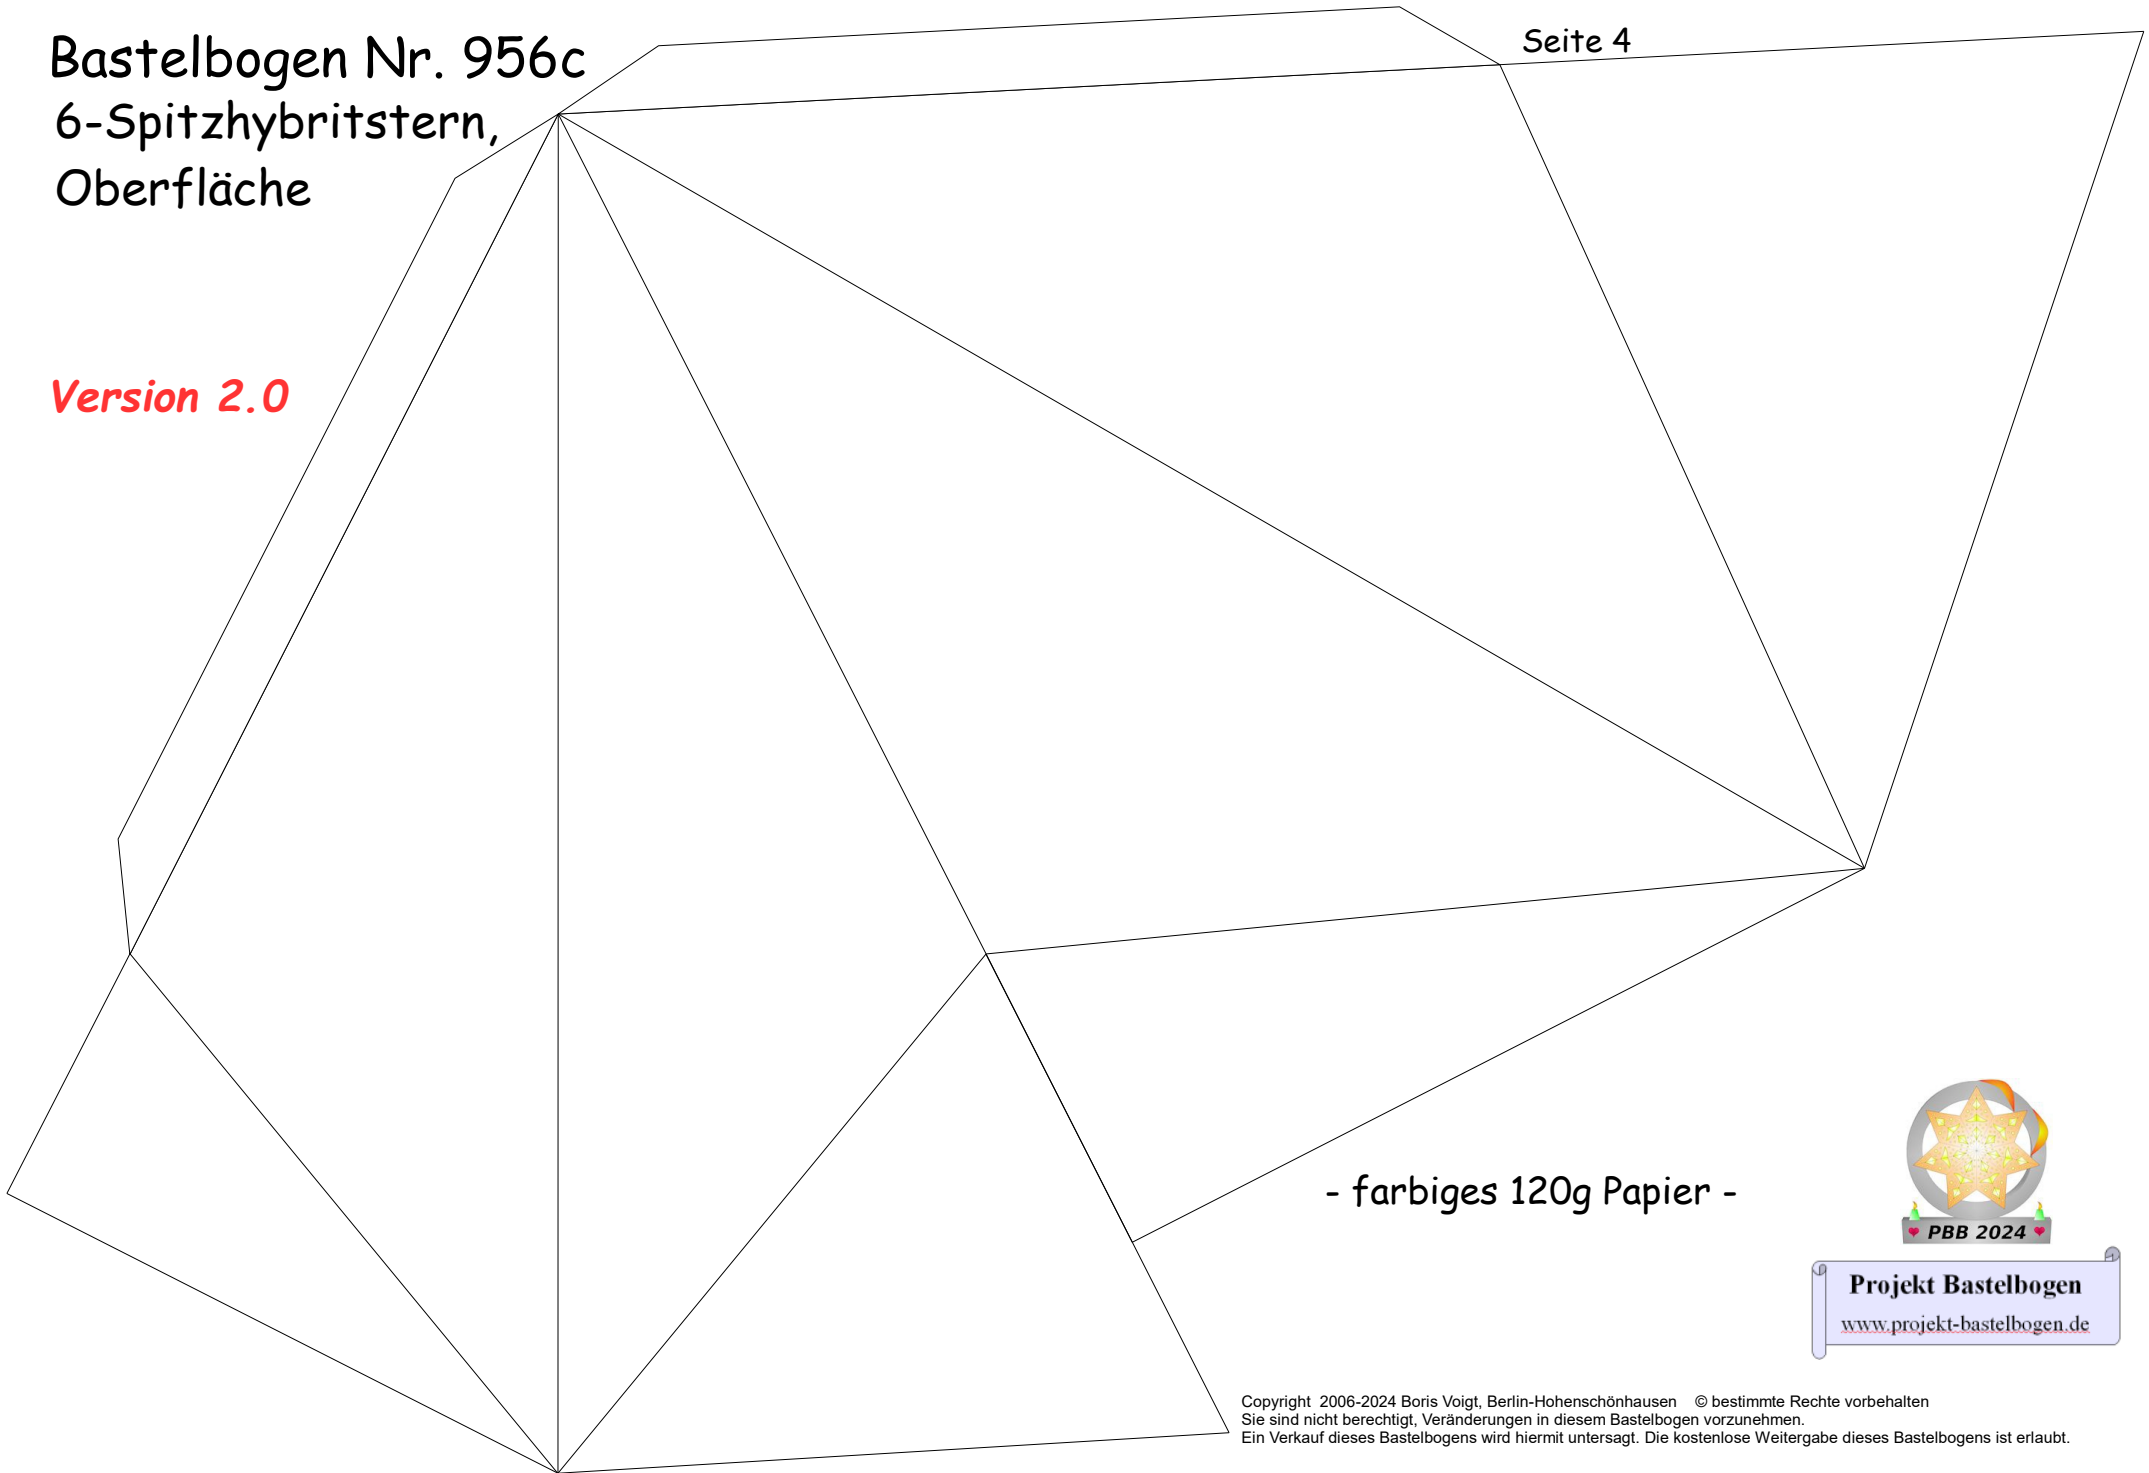 Bastelbogen Nr. 956c
6-Spitzhybritstern,
Oberfläche
Seite 4
Version 2.0
- farbiges 120g Papier -
PBB 2024
Projekt Bastelbogen
www.projekt-bastelbogen.de
Copyright  2006-2024 Boris Voigt, Berlin-Hohenschönhausen    © bestimmte Rechte vorbehalten
Sie sind nicht berechtigt, Veränderungen in diesem Bastelbogen vorzunehmen.
Ein Verkauf dieses Bastelbogens wird hiermit untersagt. Die kostenlose Weitergabe dieses Bastelbogens ist erlaubt.